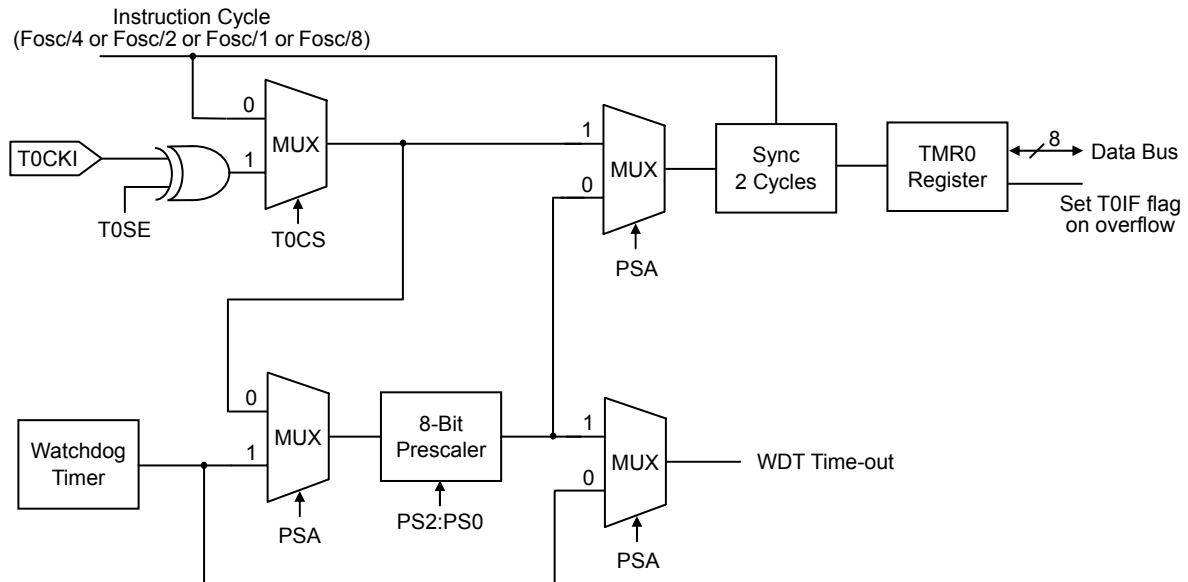 Instruction Cycle
(Fosc/4 or Fosc/2 or Fosc/1 or Fosc/8)
0
MUX
1
T0CKI
T0SE
T0CS
1
MUX
0
PSA
Sync
2 Cycles
TMR0
Register
8
Data Bus
Set T0IF flag
on overflow
Watchdog
Timer
0
MUX
1
PSA
8-Bit
Prescaler
PS2:PS0
1
MUX
0
PSA
WDT Time-out